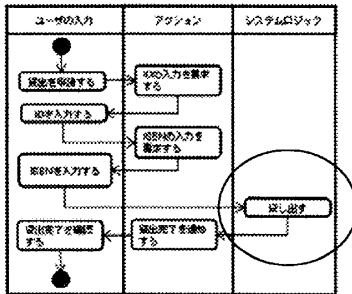 ユーザの入力
アクション
システムロジック
貸出を申請する
IDの入力を要求
する
IDを入力する
ISBNの入力を
要求する
ISBNを入力する
貸し出す
貸出完了を通知
する
貸出完了を確認
する